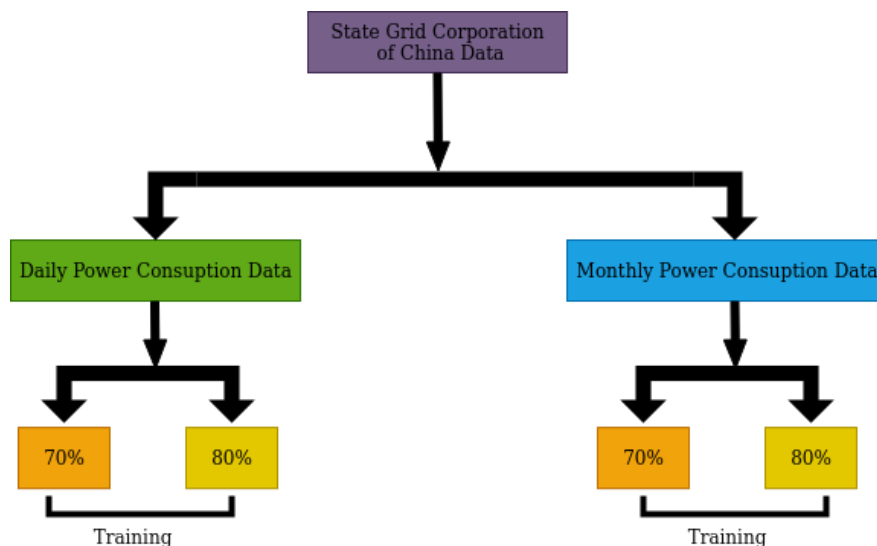 State Grid Corporation
of China Data
Daily Power Consuption Data
Monthly Power Consuption Data
70%
80%
70%
80%
Training
Training